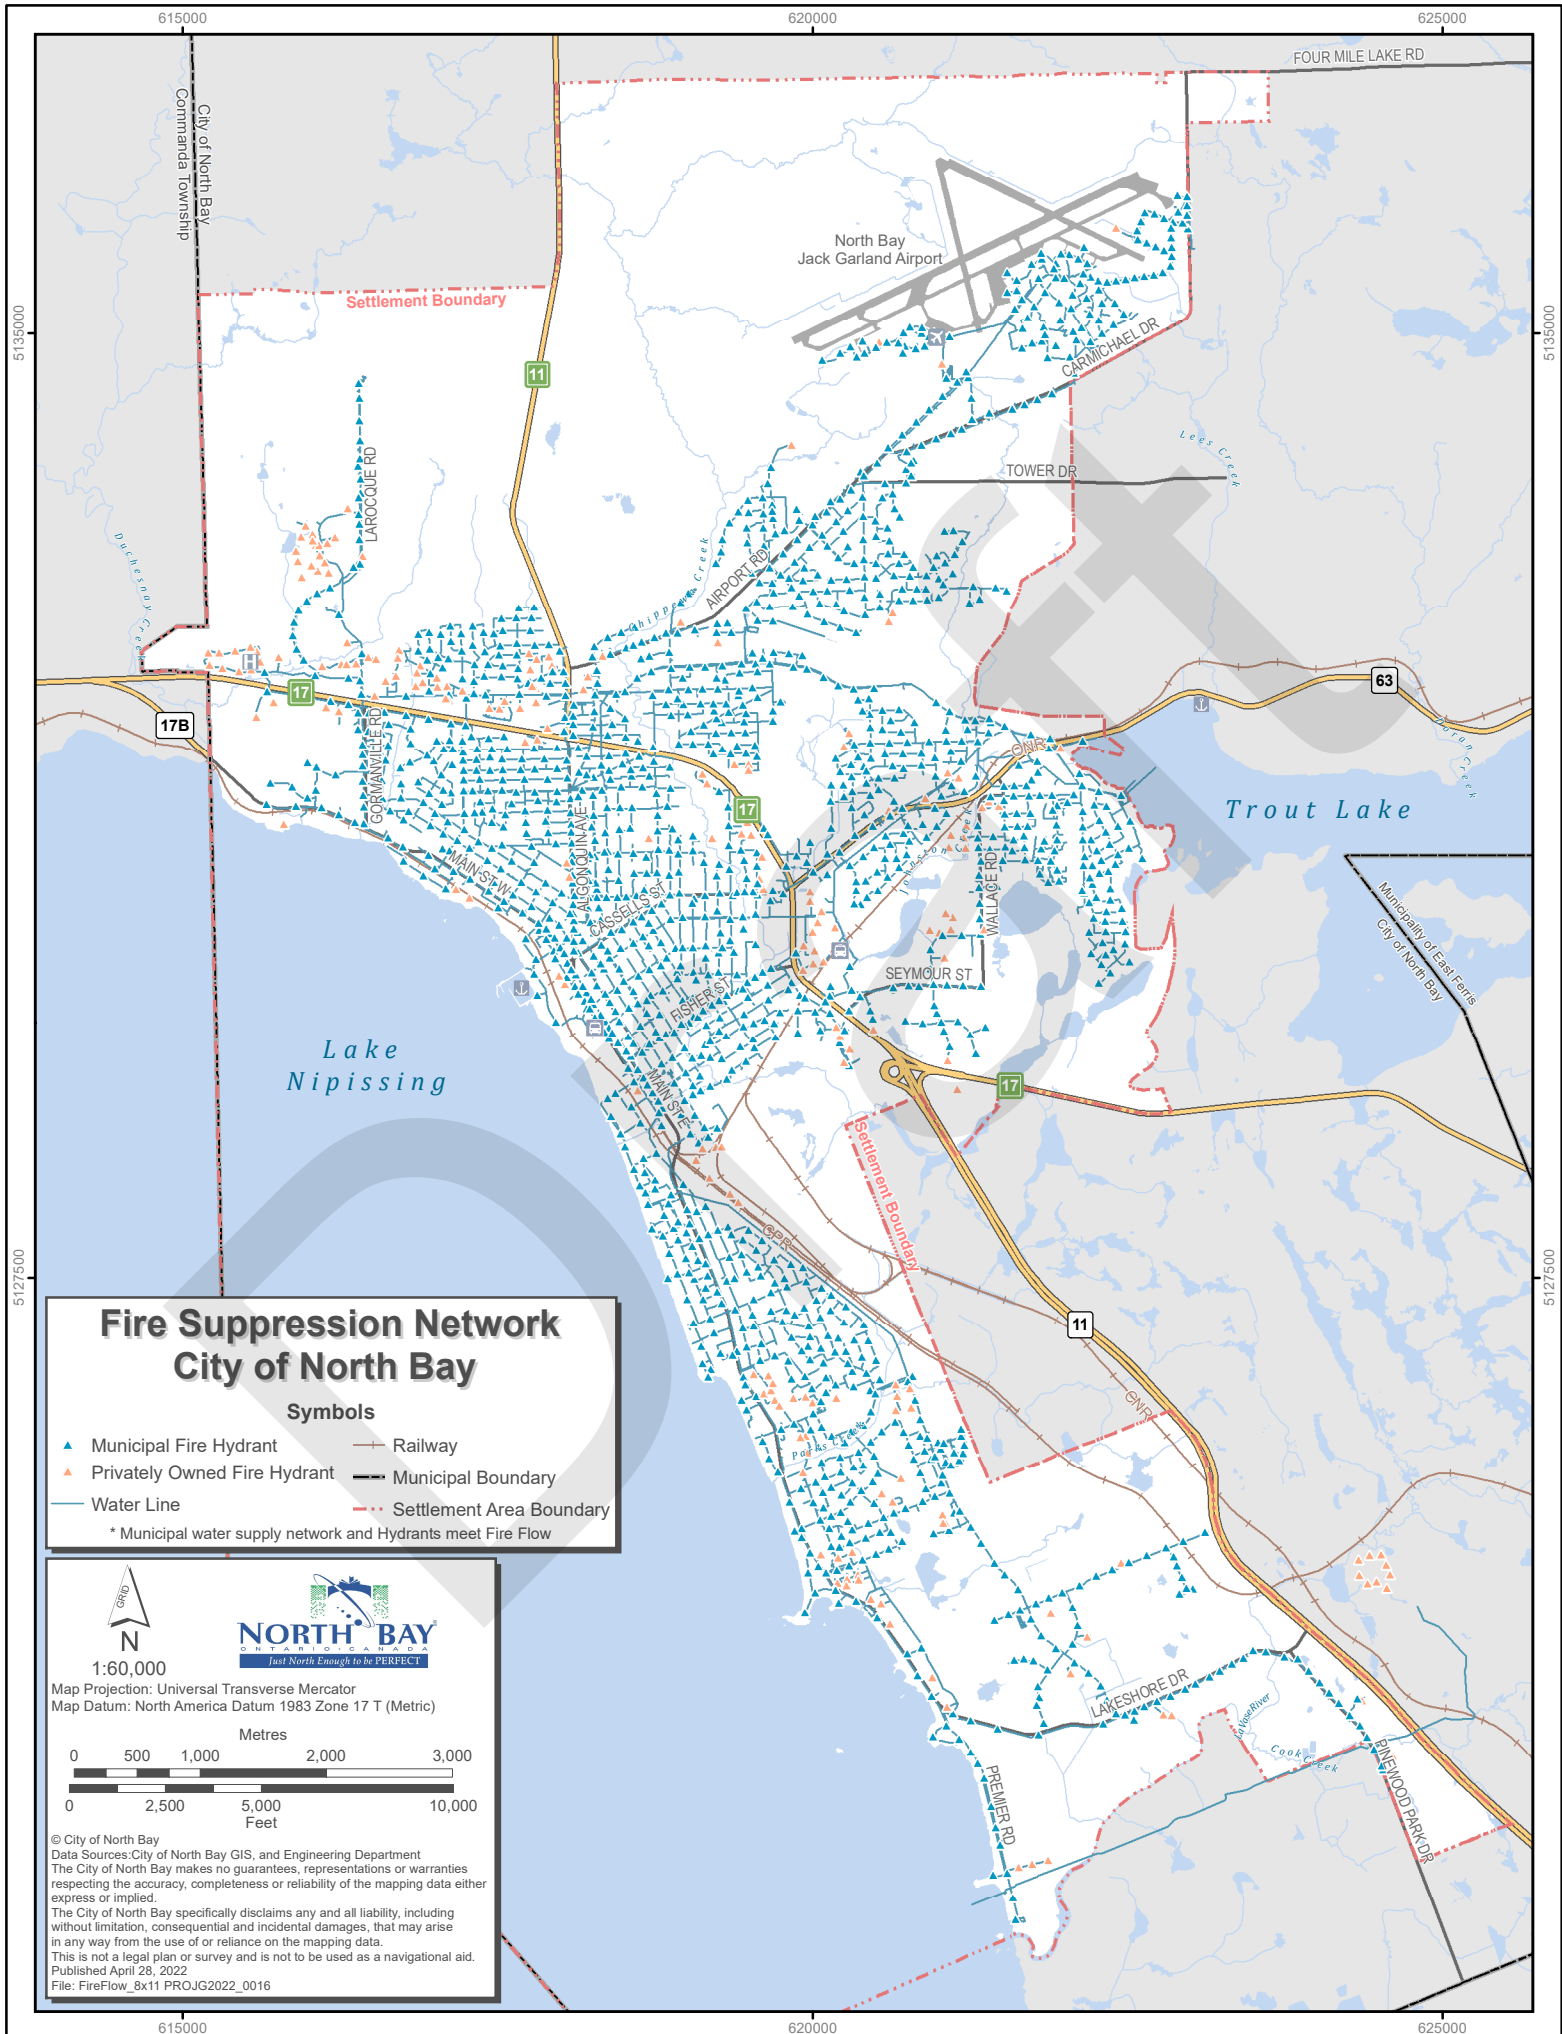 615000
620000
625000
FOUR MILE LAKE RD
City of North Bay
Commanda Township
North Bay
Jack Garland Airport
Settlement Boundary
5135000
5135000
11
CARMICHAEL DR
Lees Creek
TOWER DR
LAROCQUE RD
Duchesnay Creek
Chippewa Creek
AIRPORT RD
H
17
63
17B
GORMANVILLE RD
ONR
Doran Creek
17
Trout Lake
ALGONQUIN AVE
MAIN ST W
Johnston Creek
WALLACE RD
CASSELLS ST
Municipality of East Ferris
City of North Bay
SEYMOUR ST
FISHER ST
Lake
Nipissing
MAIN ST E
17
Settlement Boundary
CPR
5127500
5127500
11
CNR
Parks Creek
Draft
Fire Suppression Network
City of North Bay
Symbols
Municipal Fire Hydrant
Railway
Privately Owned Fire Hydrant
Municipal Boundary
Water Line
Settlement Area Boundary
* Municipal water supply network and Hydrants meet Fire Flow
GRID
N
1:60,000
NORTH BAY
ONTARIO · CANADA
Just North Enough to be PERFECT
Map Projection: Universal Transverse Mercator
Map Datum: North America Datum 1983 Zone 17 T (Metric)
Metres
0 500 1,000 2,000 3,000
0 2,500 5,000 10,000
Feet
© City of North Bay
Data Sources:City of North Bay GIS, and Engineering Department
The City of North Bay makes no guarantees, representations or warranties
respecting the accuracy, completeness or reliability of the mapping data either
express or implied.
The City of North Bay specifically disclaims any and all liability, including
without limitation, consequential and incidental damages, that may arise
in any way from the use of or reliance on the mapping data.
This is not a legal plan or survey and is not to be used as a navigational aid.
Published April 28, 2022
File: FireFlow_8x11 PROJG2022_0016
LAKESHORE DR
LaVase River
Cook Creek
PREMIER RD
PINEWOOD PARK DR
615000
620000
625000